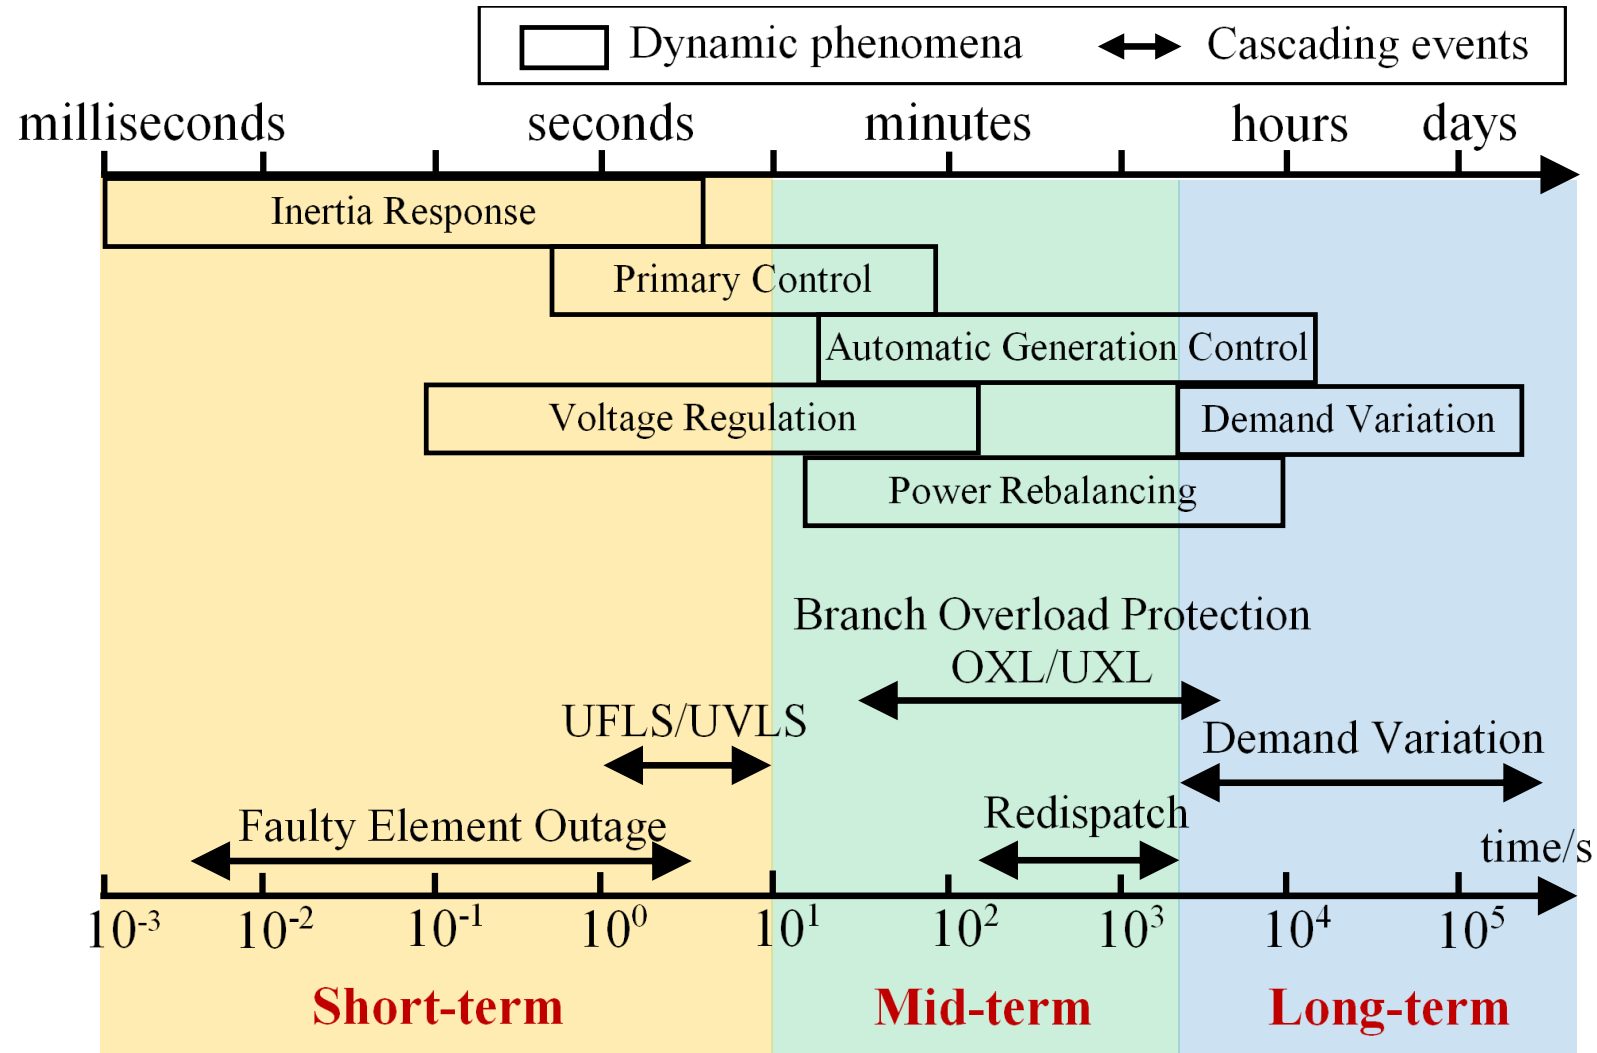 Dynamic phenomena
Cascading events
milliseconds
seconds
minutes
hours
days
Inertia Response
Primary Control
Automatic Generation Control
Voltage Regulation
Demand Variation
Power Rebalancing
Branch Overload Protection
OXL/UXL
UFLS/UVLS
Demand Variation
Redispatch
Faulty Element Outage
time/s
10⁻³
10⁻²
10⁻¹
10⁰
10¹
10²
10³
10⁴
10⁵
Short-term
Mid-term
Long-term